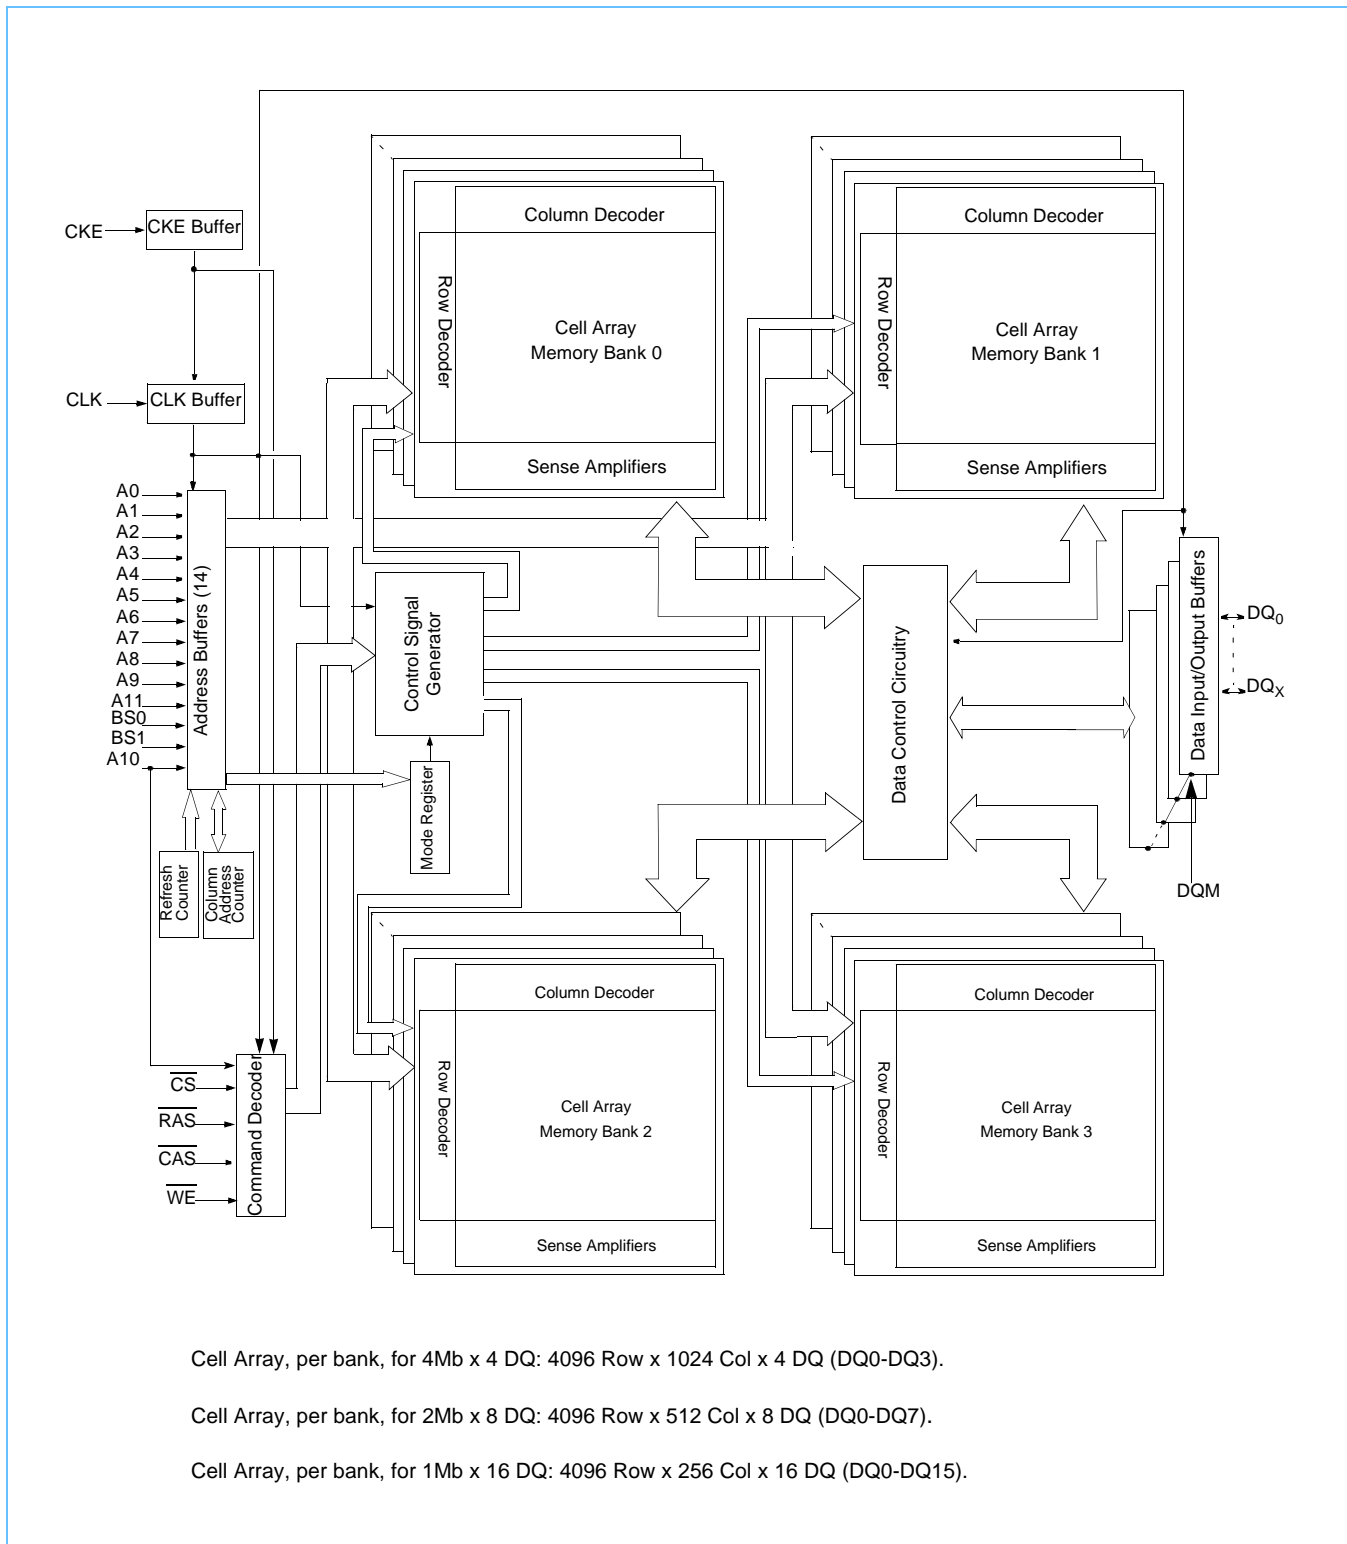 Column Decoder
Row Decoder
Cell Array
Memory Bank 0
Sense Amplifiers
Column Decoder
Row Decoder
Cell Array
Memory Bank 1
Sense Amplifiers
CKE
CKE Buffer
CLK
CLK Buffer
A0
A1
A2
A3
A4
A5
A6
A7
A8
A9
A11
BS0
BS1
A10
Address Buffers (14)
Refresh
Counter
Column
Address
Counter
Control Signal
Generator
Mode Register
Data Control Circuitry
Data Input/Output Buffers
DQ0
DQX
DQM
CS
RAS
CAS
WE
Command Decoder
Column Decoder
Row Decoder
Cell Array
Memory Bank 2
Sense Amplifiers
Column Decoder
Row Decoder
Cell Array
Memory Bank 3
Sense Amplifiers
Cell Array, per bank, for 4Mb x 4 DQ: 4096 Row x 1024 Col x 4 DQ (DQ0-DQ3).
Cell Array, per bank, for 2Mb x 8 DQ: 4096 Row x 512 Col x 8 DQ (DQ0-DQ7).
Cell Array, per bank, for 1Mb x 16 DQ: 4096 Row x 256 Col x 16 DQ (DQ0-DQ15).